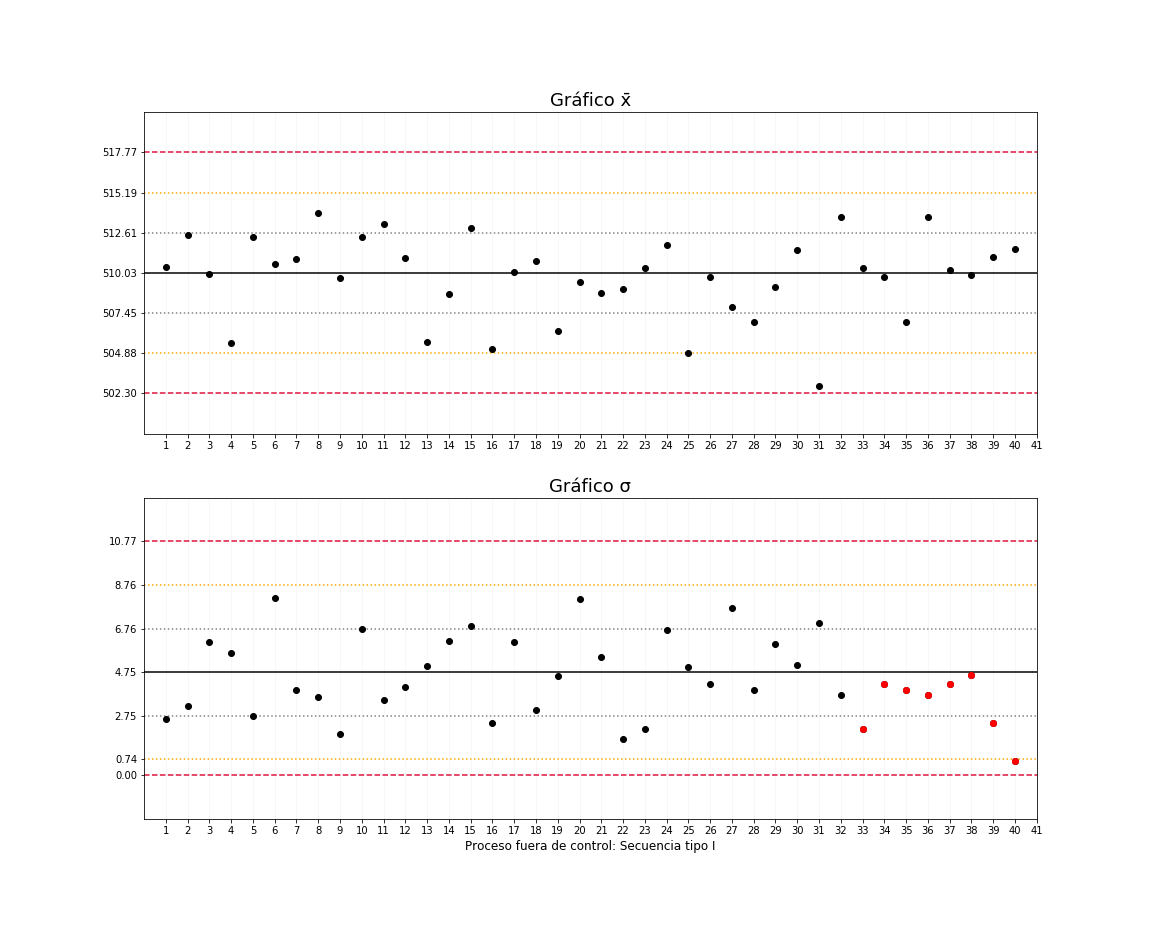 Gráfico x̄
517.77
515.19
512.61
510.03
507.45
504.88
502.30
1 2 3 4 5 6 7 8 9 10 11 12 13 14 15 16 17 18 19 20 21 22 23 24 25 26 27 28 29 30 31 32 33 34 35 36 37 38 39 40 41
Gráfico σ
10.77
8.76
6.76
4.75
2.75
0.74
0.00
1 2 3 4 5 6 7 8 9 10 11 12 13 14 15 16 17 18 19 20 21 22 23 24 25 26 27 28 29 30 31 32 33 34 35 36 37 38 39 40 41
Proceso fuera de control: Secuencia tipo I